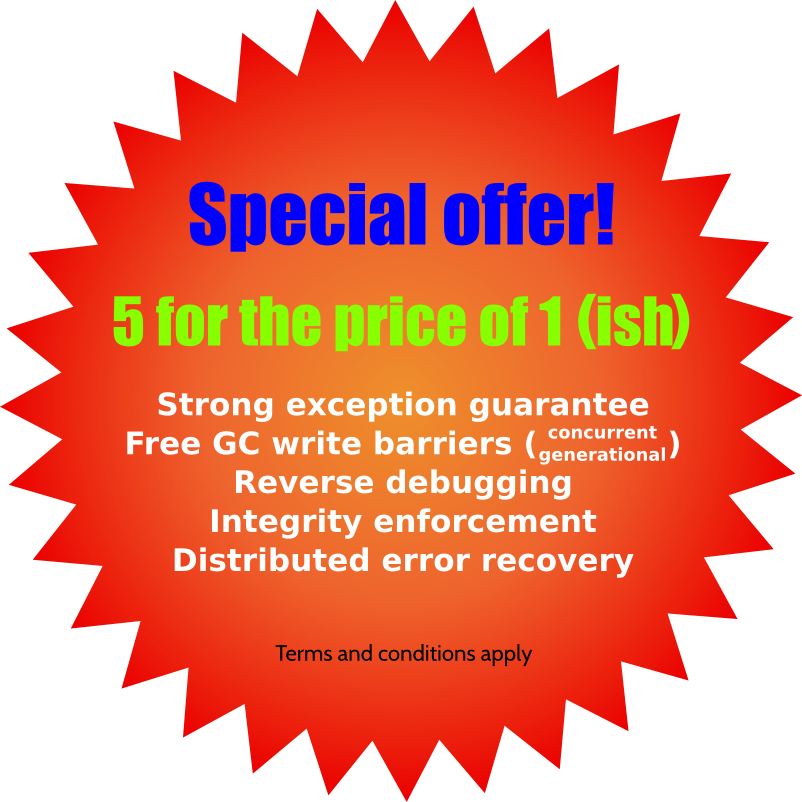 Special offer!
5 for the price of 1 (ish)
Strong exception guarantee
Free GC write barriers (concurrent generational)
Reverse debugging
Integrity enforcement
Distributed error recovery
Terms and conditions apply